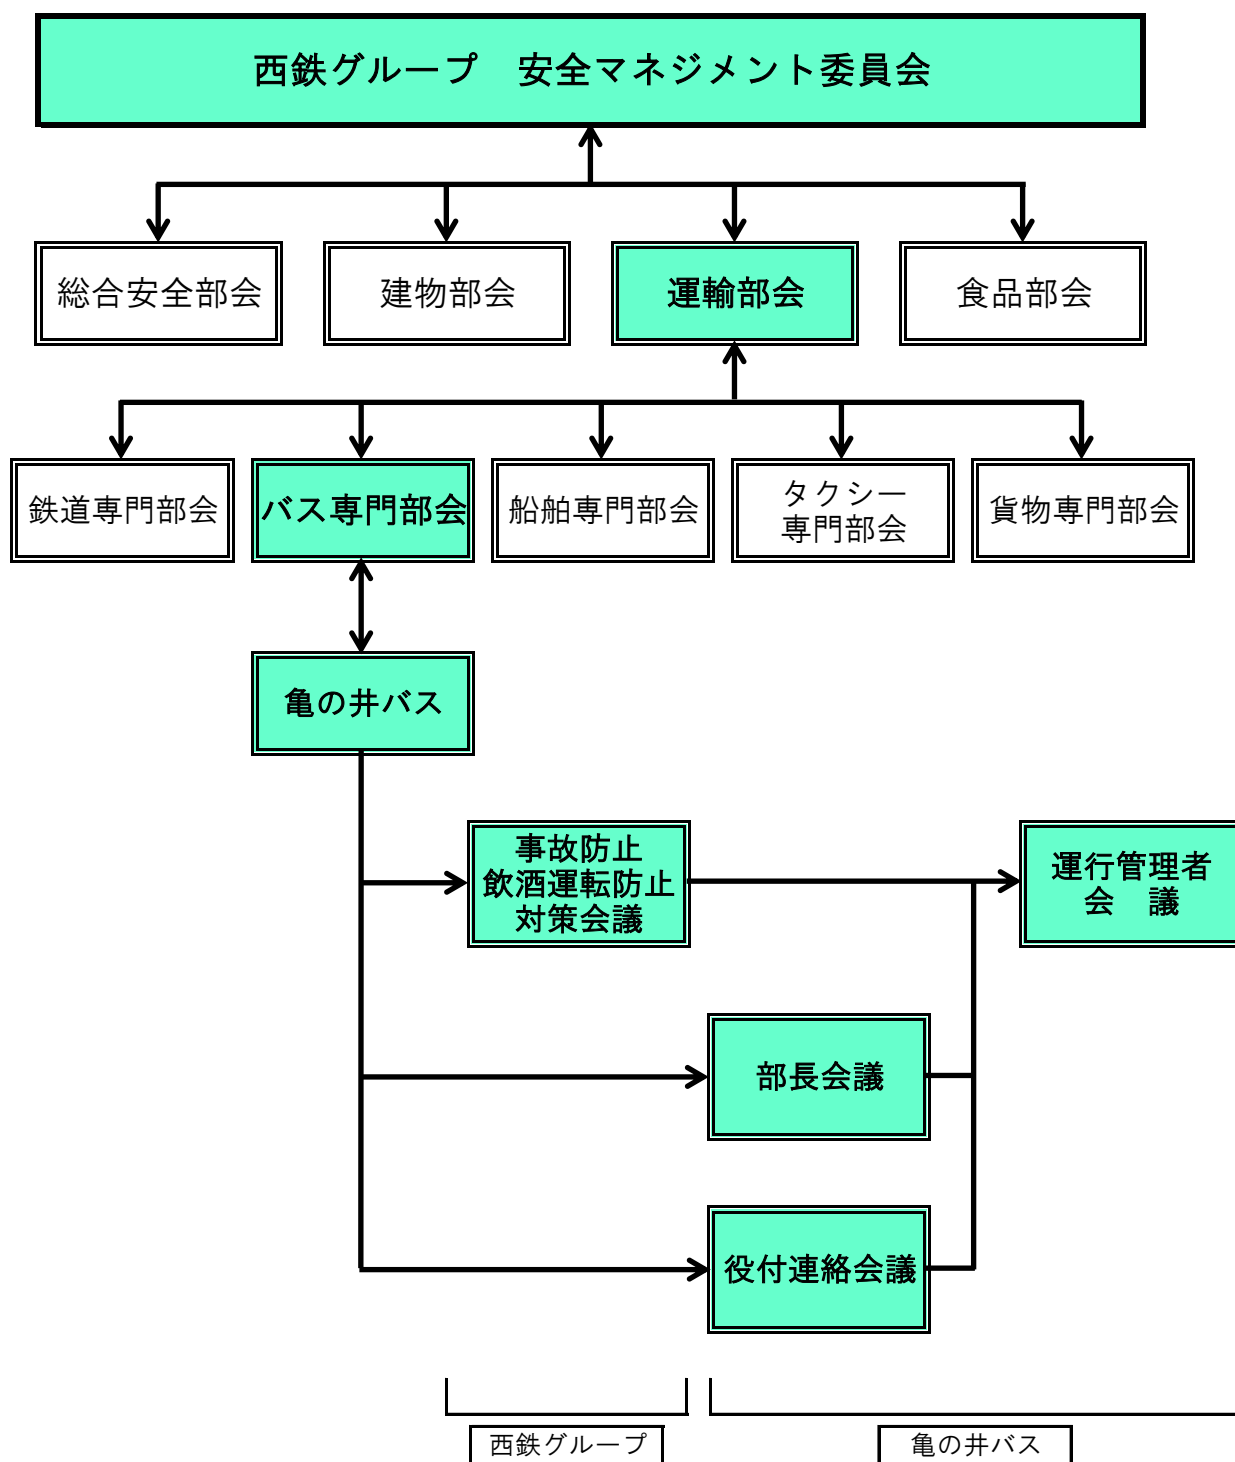 西鉄グループ　安全マネジメント委員会
総合安全部会
建物部会
運輸部会
食品部会
鉄道専門部会
バス専門部会
船舶専門部会
タクシー
専門部会
貨物専門部会
亀の井バス
事故防止
飲酒運転防止
対策会議
運行管理者
会　議
部長会議
役付連絡会議
西鉄グループ
亀の井バス